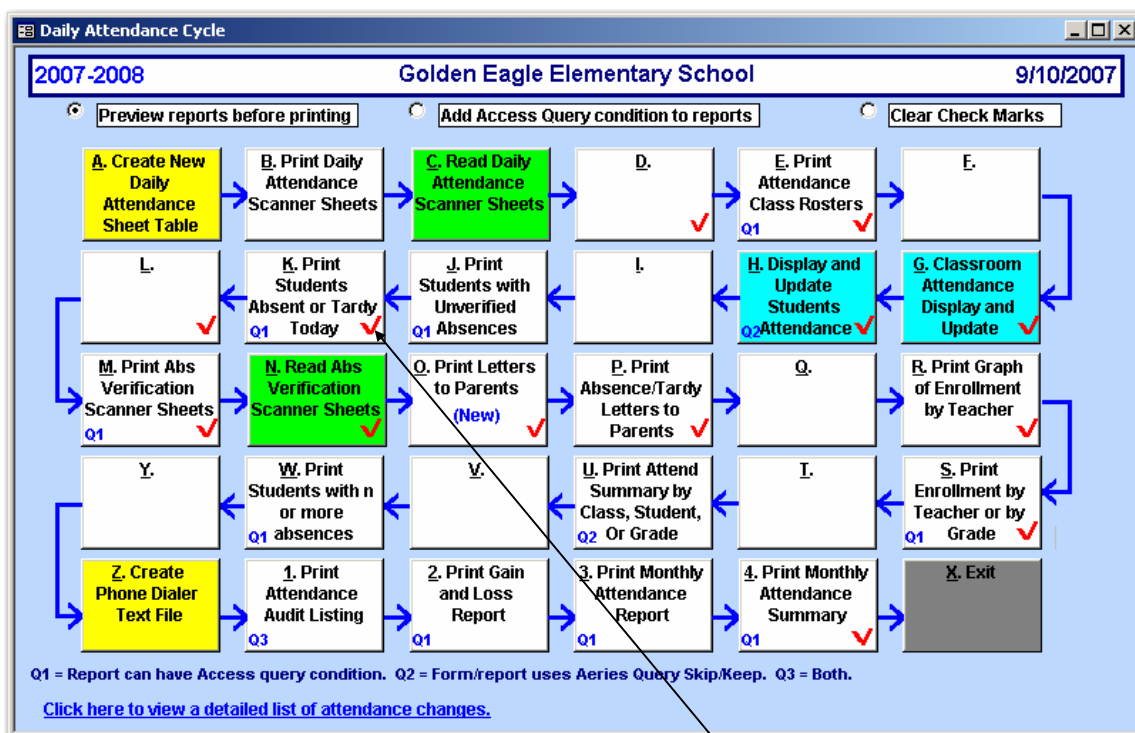 Daily Attendance Cycle
2007-2008 Golden Eagle Elementary School 9/10/2007
Preview reports before printing Add Access Query condition to reports Clear Check Marks
A. Create New
Daily
Attendance
Sheet Table
B. Print Daily
Attendance
Scanner Sheets
C. Read Daily
Attendance
Scanner Sheets
D.
E. Print
Attendance
Class Rosters
Q1
F.
L.
K. Print
Students
Absent or Tardy
Q1 Today
J. Print
Students with
Unverified
Q1 Absences
I.
H. Display and
Update
Students
Q2 Attendance
G. Classroom
Attendance
Display and
Update
M. Print Abs
Verification
Scanner Sheets
Q1
N. Read Abs
Verification
Scanner Sheets
O. Print Letters
to Parents
(New)
P. Print
Absence/Tardy
Letters to
Parents
Q.
R. Print Graph
of Enrollment
by Teacher
Y.
W. Print
Students with n
or more
Q1 absences
V.
U. Print Attend
Summary by
Class, Student,
Q2 Or Grade
T.
S. Print
Enrollment by
Teacher or by
Q1 Grade
Z. Create
Phone Dialer
Text File
1. Print
Attendance
Audit Listing
Q3
2. Print Gain
and Loss
Report
Q1
3. Print Monthly
Attendance
Report
Q1
4. Print Monthly
Attendance
Summary
Q1
X. Exit
Q1 = Report can have Access query condition. Q2 = Form/report uses Aeries Query Skip/Keep. Q3 = Both.
Click here to view a detailed list of attendance changes.